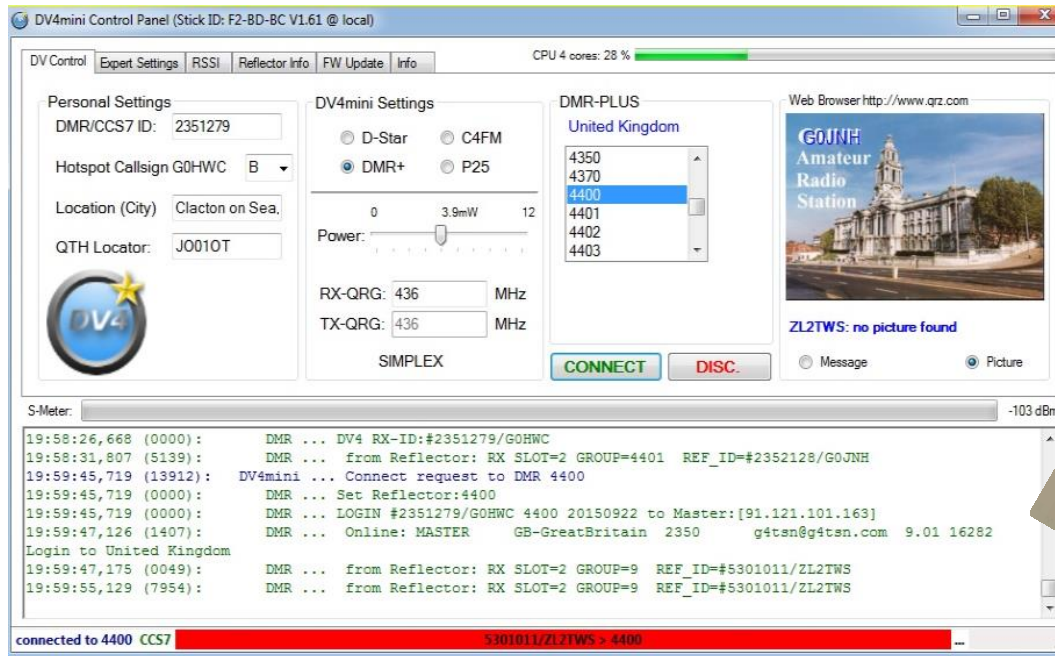 DV4mini Control Panel (Stick ID: F2-BD-BC V1.61 @ local)
DV Control Expert Settings RSSI Reflector Info FW Update Info
CPU 4 cores: 28 %
Personal Settings
DMR/CCS7 ID: 2351279
Hotspot Callsign G0HWC B
Location (City) Clacton on Sea,
QTH Locator: JO01OT
DV4
DV4mini Settings
D-Star C4FM
DMR+ P25
0 3.9mW 12
Power:
RX-QRG: 436 MHz
TX-QRG: 436 MHz
SIMPLEX
DMR-PLUS
United Kingdom
4350
4370
4400
4401
4402
4403
CONNECT DISC.
Web Browser http://www.qrz.com
G0JNH
Amateur
Radio
Station
ZL2TWS: no picture found
Message Picture
S-Meter: -103 dBm
19:58:26,668 (0000): DMR ... DV4 RX-ID:#2351279/G0HWC
19:58:31,807 (5139): DMR ... from Reflector: RX SLOT=2 GROUP=4401 REF_ID=#2352128/G0JNH
19:59:45,719 (13912): DV4mini ... Connect request to DMR 4400
19:59:45,719 (0000): DMR ... Set Reflector:4400
19:59:45,719 (0000): DMR ... LOGIN #2351279/G0HWC 4400 20150922 to Master:[91.121.101.163]
19:59:47,126 (1407): DMR ... Online: MASTER GB-GreatBritain 2350 g4tsn@g4tsn.com 9.01 16282
Login to United Kingdom
19:59:47,175 (0049): DMR ... from Reflector: RX SLOT=2 GROUP=9 REF_ID=#5301011/ZL2TWS
19:59:55,129 (7954): DMR ... from Reflector: RX SLOT=2 GROUP=9 REF_ID=#5301011/ZL2TWS
connected to 4400 CCS7 5301011/ZL2TWS > 4400 ...